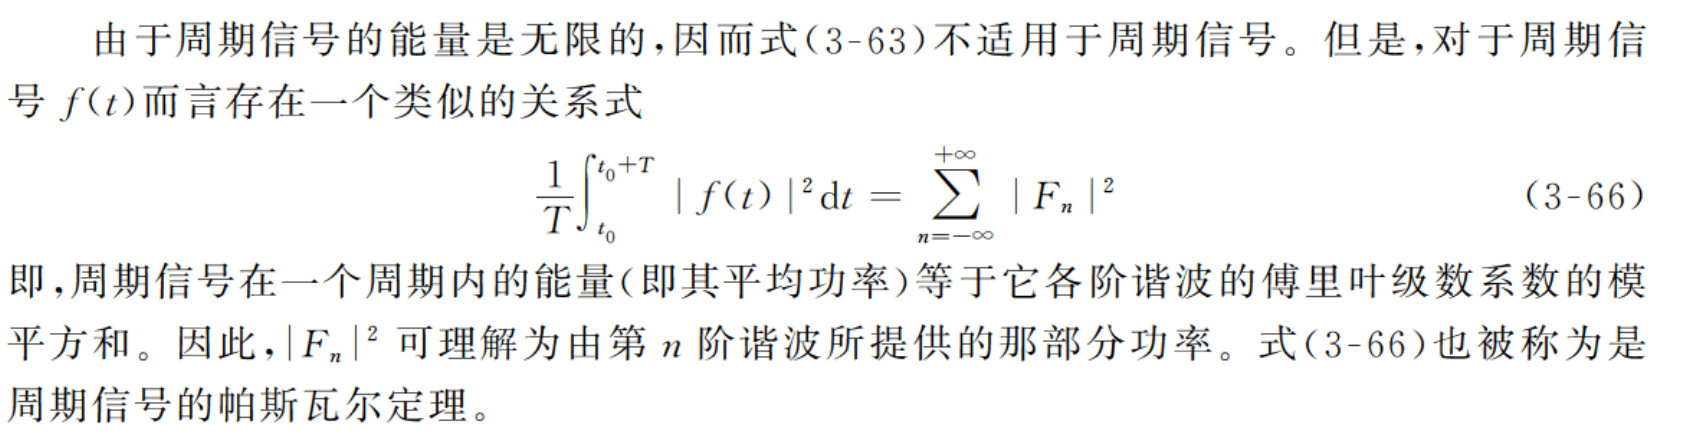 由于周期信号的能量是无限的,因而式(3-63)不适用于周期信号。但是,对于周期信
号 f(t)而言存在一个类似的关系式
$$\frac{1}{T}\int_{t_0}^{t_0+T} |f(t)|^2 \mathrm{d}t = \sum_{n=-\infty}^{+\infty} |F_n|^2$$ (3-66)
即,周期信号在一个周期内的能量(即其平均功率)等于它各阶谐波的傅里叶级数系数的模
平方和。因此,|Fₙ|² 可理解为由第 n 阶谐波所提供的那部分功率。式(3-66)也被称为是
周期信号的帕斯瓦尔定理。